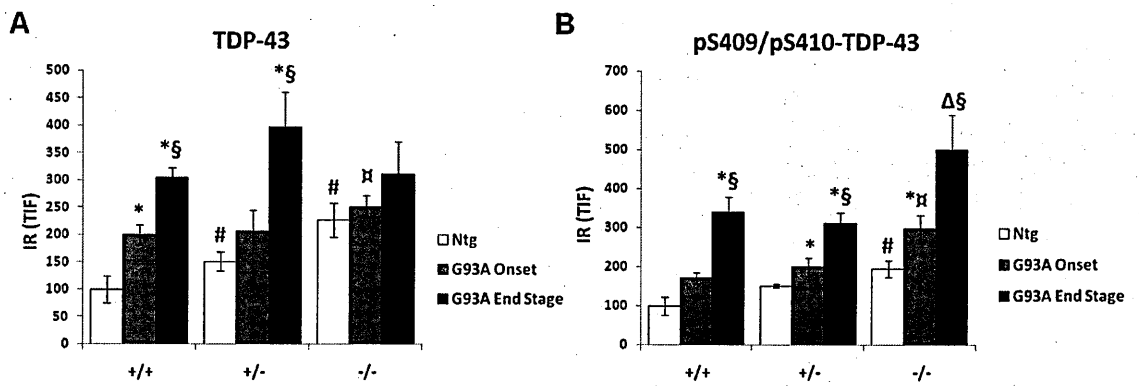 A
TDP-43
IR (TIF)
500
450
400
350
300
250
200
150
100
50
0
*
*§
#
*§
#
¤
+/+
+/-
-/-
Ntg
G93A Onset
G93A End Stage
B
pS409/pS410-TDP-43
IR (TIF)
700
600
500
400
300
200
100
0
*§
*
*§
#
*¤
Δ§
+/+
+/-
-/-
Ntg
G93A Onset
G93A End Stage